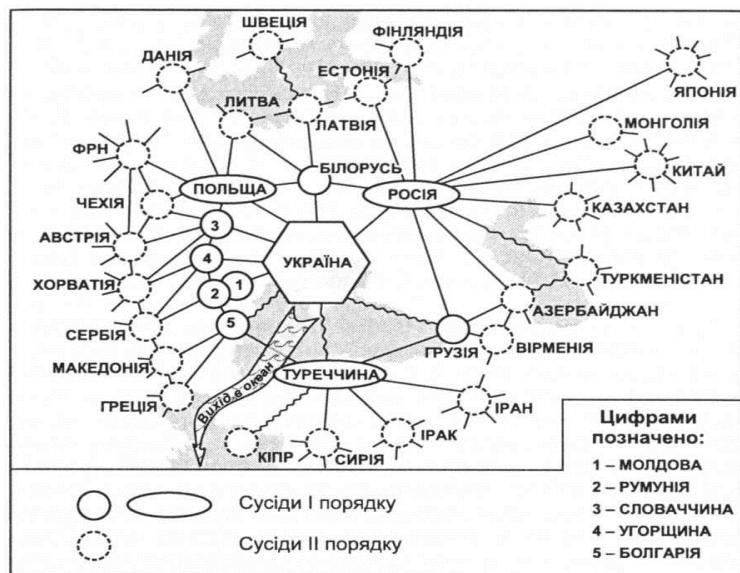 ШВЕЦІЯ
ФІНЛЯНДІЯ
ДАНІЯ
ЕСТОНІЯ
ЯПОНІЯ
ЛИТВА
ЛАТВІЯ
МОНГОЛІЯ
ФРН
БІЛОРУСЬ
КИТАЙ
ПОЛЬЩА
РОСІЯ
ЧЕХІЯ
КАЗАХСТАН
3
АВСТРІЯ
4
УКРАЇНА
ТУРКМЕНІСТАН
ХОРВАТІЯ
1
2
АЗЕРБАЙДЖАН
5
СЕРБІЯ
ГРУЗІЯ
ВІРМЕНІЯ
МАКЕДОНІЯ
ТУРЕЧЧИНА
ГРЕЦІЯ
Вихід в океан
ІРАН
ІРАК
КІПР
СИРІЯ
Цифрами
позначено:
1 – МОЛДОВА
2 – РУМУНІЯ
3 – СЛОВАЧЧИНА
4 – УГОРЩИНА
5 – БОЛГАРІЯ
Сусіди І порядку
Сусіди ІІ порядку